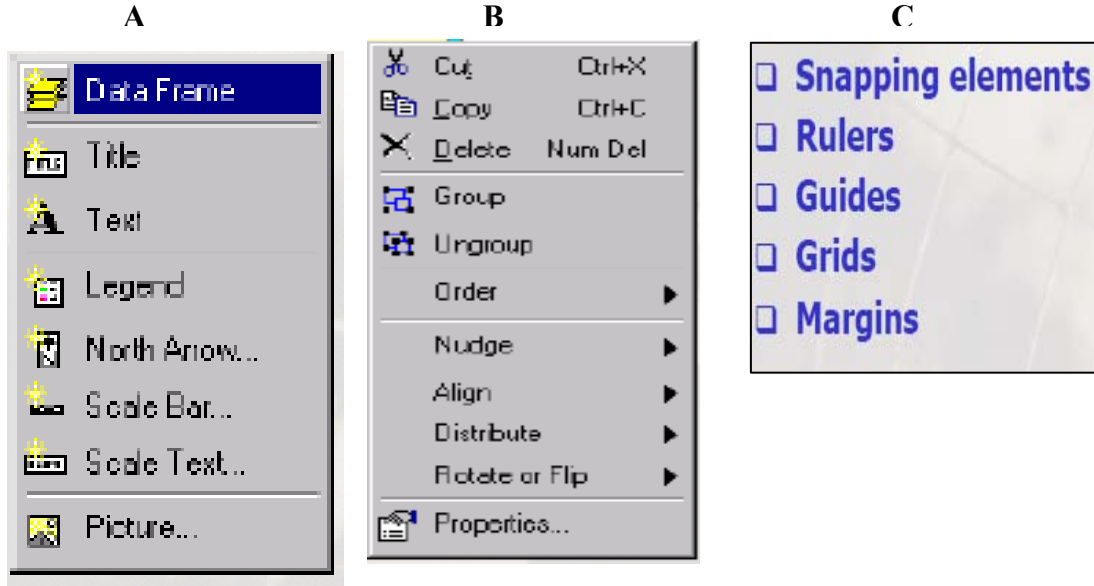 A
B
C
Data Frame
Title
Text
Legend
North Arrow...
Scale Bar...
Scale Text...
Picture...
Cut Ctrl+X
Copy Ctrl+C
Delete Num Del
Group
Ungroup
Order
Nudge
Align
Distribute
Rotate or Flip
Properties...
Snapping elements
Rulers
Guides
Grids
Margins